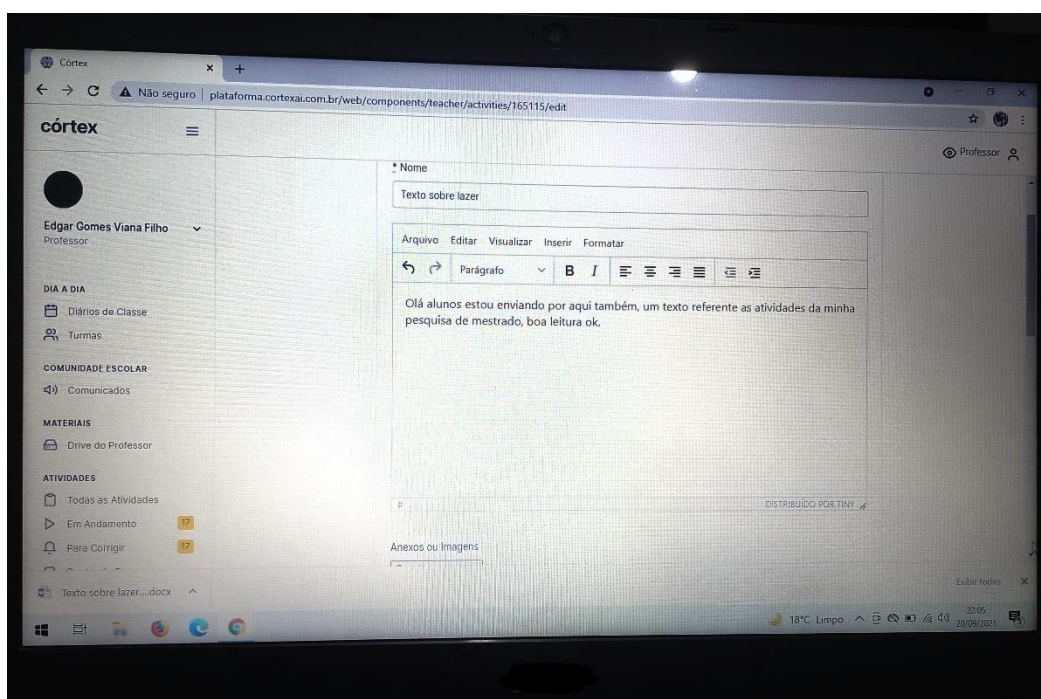 Córtex
Não seguro | plataforma.cortexai.com.br/web/components/teacher/activities/165115/edit
córtex
Professor
* Nome
Texto sobre lazer
Edgar Gomes Viana Filho
Professor
Arquivo Editar Visualizar Inserir Formatar
Parágrafo B I
Olá alunos estou enviando por aqui também, um texto referente as atividades da minha
pesquisa de mestrado, boa leitura ok.
DIA A DIA
Diários de Classe
Turmas
COMUNIDADE ESCOLAR
Comunicados
MATERIAIS
Drive do Professor
ATIVIDADES
Todas as Atividades
Em Andamento 17
Para Corrigir 17
P
DISTRIBUÍDO POR TINY
Anexos ou Imagens
Texto sobre lazer....docx
Exibir todos
18°C Limpo
22:05
20/09/2021